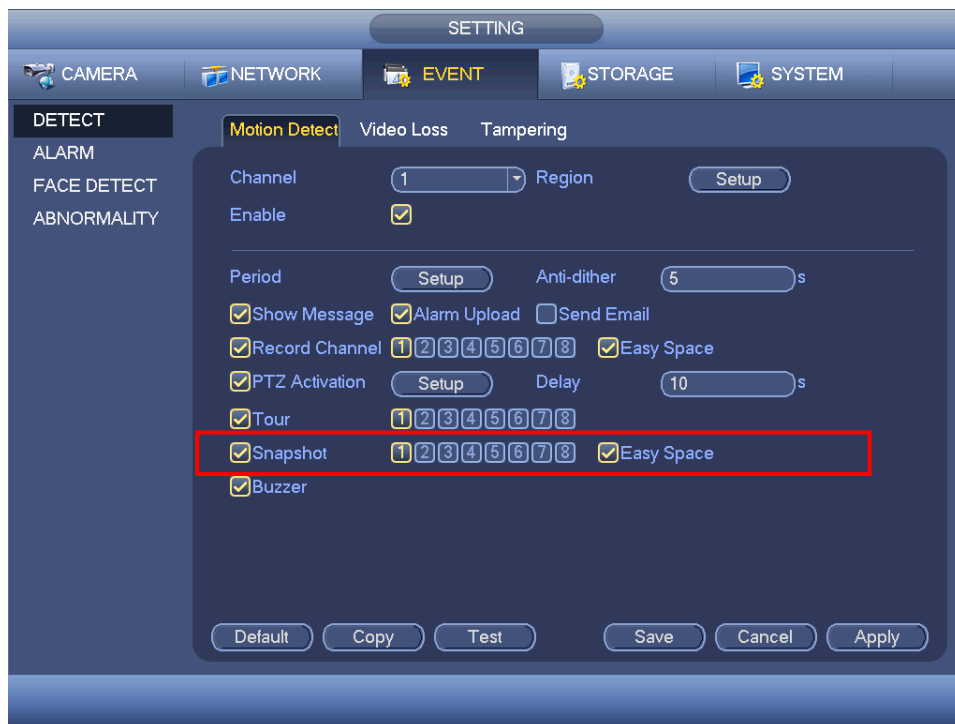 SETTING
CAMERA NETWORK EVENT STORAGE SYSTEM
DETECT
ALARM
FACE DETECT
ABNORMALITY
Motion Detect Video Loss Tampering
Channel 1 Region Setup
Enable
Period Setup Anti-dither 5 s
Show Message Alarm Upload Send Email
Record Channel 1 2 3 4 5 6 7 8 Easy Space
PTZ Activation Setup Delay 10 s
Tour 1 2 3 4 5 6 7 8
Snapshot 1 2 3 4 5 6 7 8 Easy Space
Buzzer
Default Copy Test Save Cancel Apply